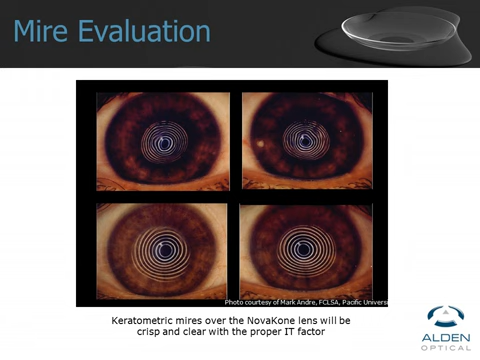 Mire Evaluation
Photo courtesy of Mark Andre, FCLSA, Pacific Universi
Keratometric mires over the NovaKone lens will be
crisp and clear with the proper IT factor
ALDEN
OPTICAL